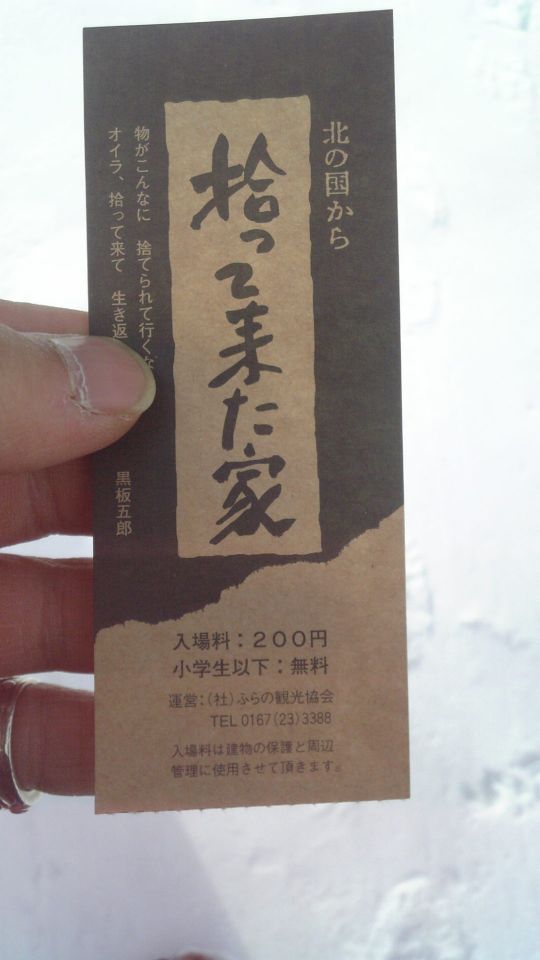 北の国から
拾って来た家
物がこんなに 捨てられて行くな
オイラ、拾って来て 生き返
黒板五郎
入場料：２００円
小学生以下：無料
運営：（社）ふらの観光協会
TEL 0167(23)3388
入場料は建物の保護と周辺
管理に使用させて頂きます。